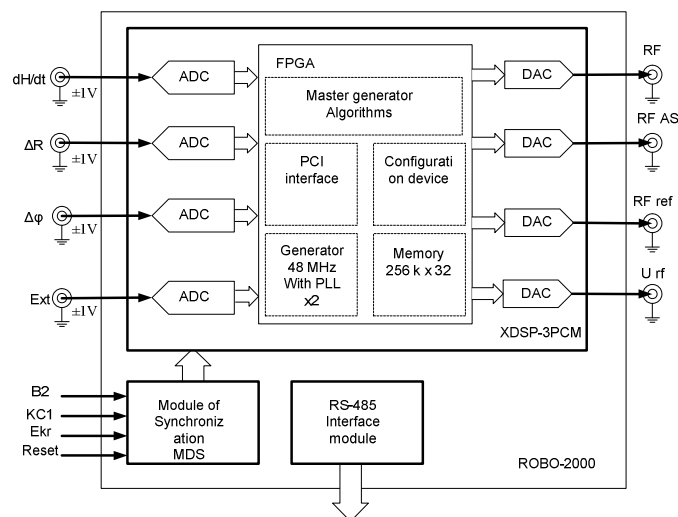 RF
FPGA
dH/dt
±1V
ADC
DAC
Master generator
Algorithms
RF AS
ΔR
±1V
ADC
DAC
PCI
interface
Configurati
on device
Δφ
±1V
ADC
DAC
RF ref
Generator
48 MHz
With PLL
x2
Memory
256 k x 32
U rf
Ext
±1V
ADC
DAC
XDSP-3PCM
B2
KC1
Ekr
Reset
Module of
Synchroniz
ation
MDS
RS-485
Interface
module
ROBO-2000